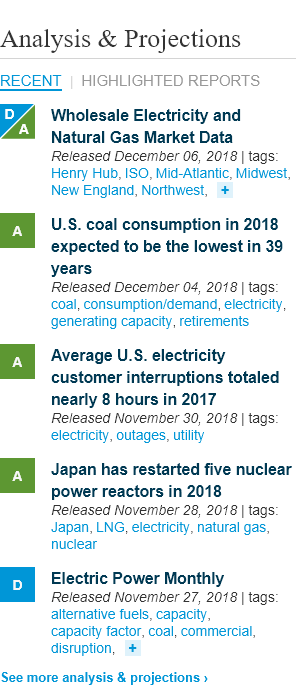 Analysis & Projections
RECENT | HIGHLIGHTED REPORTS
D
A
Wholesale Electricity and
Natural Gas Market Data
Released December 06, 2018 | tags:
Henry Hub, ISO, Mid-Atlantic, Midwest,
New England, Northwest, +
A
U.S. coal consumption in 2018
expected to be the lowest in 39
years
Released December 04, 2018 | tags:
coal, consumption/demand, electricity,
generating capacity, retirements
A
Average U.S. electricity
customer interruptions totaled
nearly 8 hours in 2017
Released November 30, 2018 | tags:
electricity, outages, utility
A
Japan has restarted five nuclear
power reactors in 2018
Released November 28, 2018 | tags:
Japan, LNG, electricity, natural gas,
nuclear
D
Electric Power Monthly
Released November 27, 2018 | tags:
alternative fuels, capacity,
capacity factor, coal, commercial,
disruption, +
See more analysis & projections ›